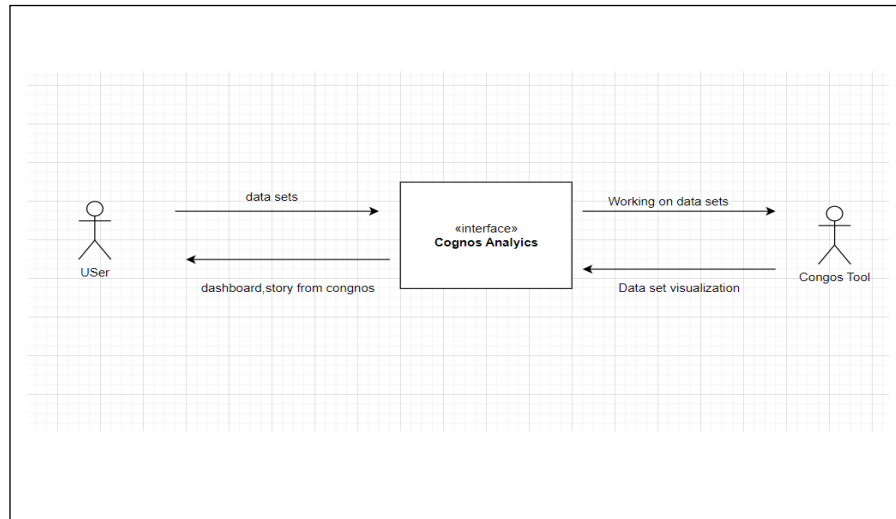 data sets
Working on data sets
«interface»
Cognos Analyics
USer
Congos Tool
dashboard,story from congnos
Data set visualization